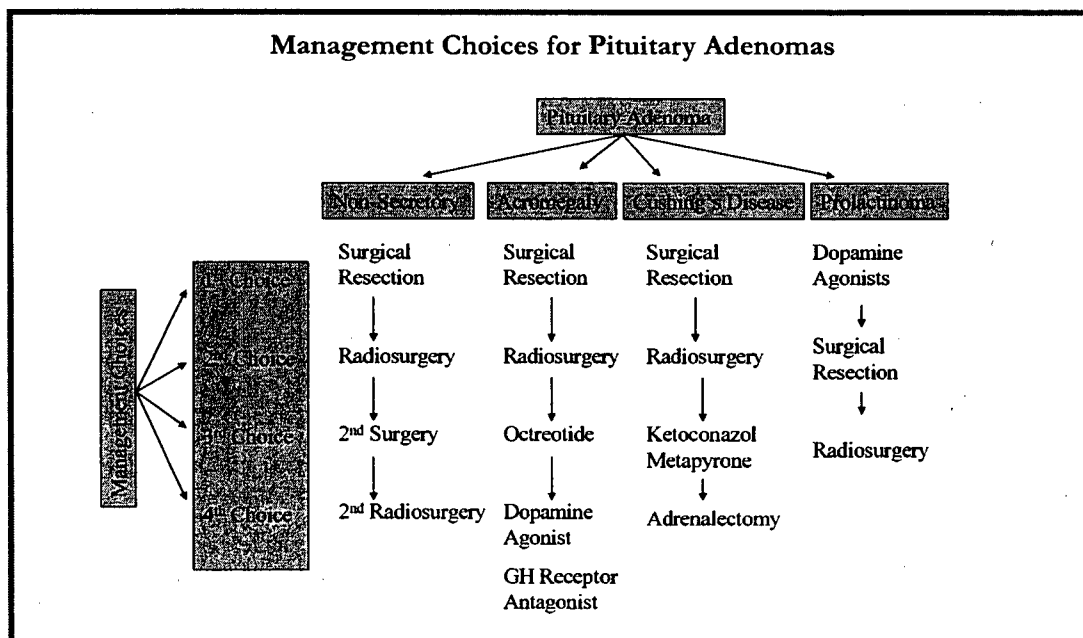 Management Choices for Pituitary Adenomas
Pituitary Adenoma
Non-Secretory
Acromegaly
Cushing's Disease
Prolactinomas
Management Choices
1st Choice
2nd Choice
3rd Choice
4th Choice
Surgical
Resection
Radiosurgery
2nd Surgery
2nd Radiosurgery
Surgical
Resection
Radiosurgery
Octreotide
Dopamine
Agonist
GH Receptor
Antagonist
Surgical
Resection
Radiosurgery
Ketoconazol
Metapyrone
Adrenalectomy
Dopamine
Agonists
Surgical
Resection
Radiosurgery